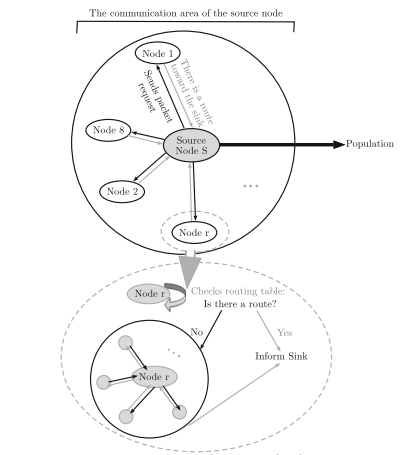 The communication area of the source node
Node 1
There is a route
toward the sink
Sends packet
request
Node 8
Source
Node S
Population
Node 2
Node r
Node r
Checks routing table:
Is there a route?
No
Yes
Inform Sink
Node r